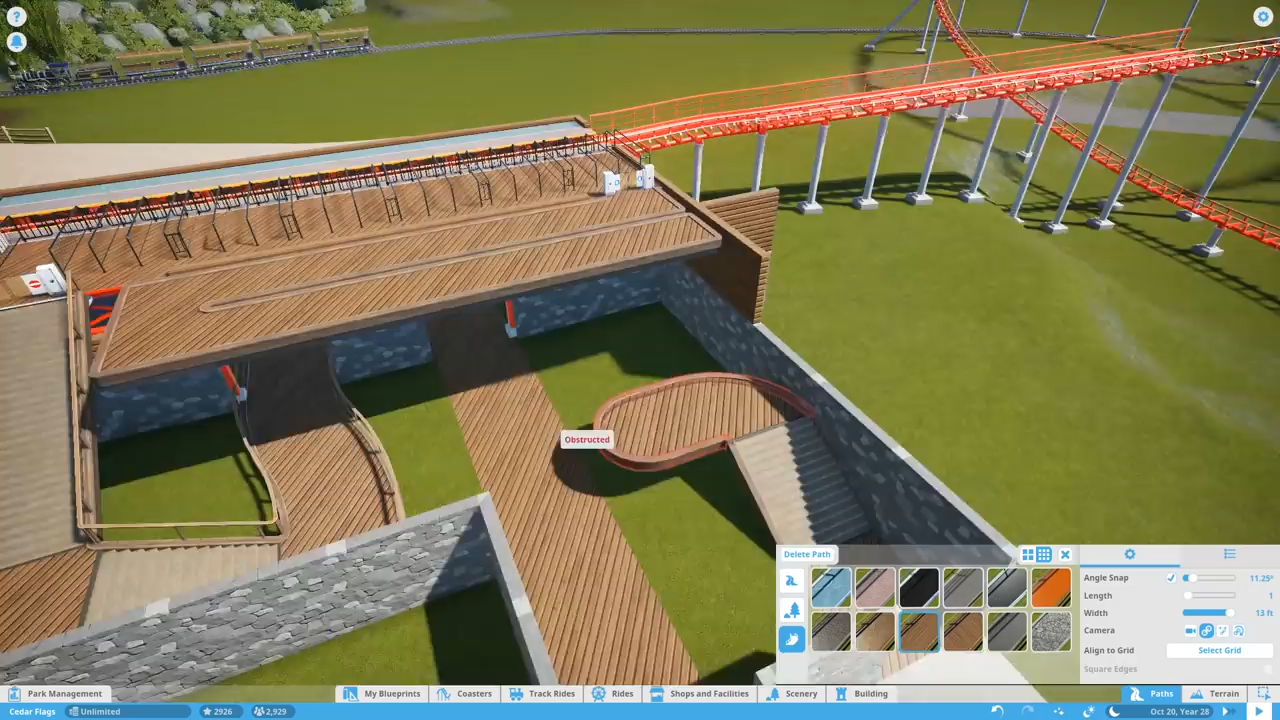 Obstructed
Delete Path
Angle Snap
11.25°
Length
1
Width
13 ft
Camera
Align to Grid
Select Grid
Square Edges
Park Management
My Blueprints
Coasters
Track Rides
Rides
Shops and Facilities
Scenery
Building
Paths
Terrain
Cedar Flags
Unlimited
2926
2,929
Oct 20, Year 28